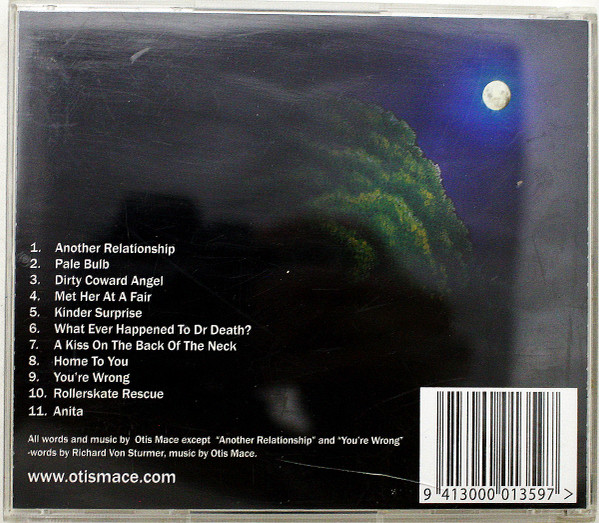 1. Another Relationship
2. Pale Bulb
3. Dirty Coward Angel
4. Met Her At A Fair
5. Kinder Surprise
6. What Ever Happened To Dr Death?
7. A Kiss On The Back Of The Neck
8. Home To You
9. You're Wrong
10. Rollerskate Rescue
11. Anita
All words and music by Otis Mace except "Another Relationship" and "You're Wrong"
-words by Richard Von Sturmer, music by Otis Mace.
www.otismace.com
9 413000 013597 >